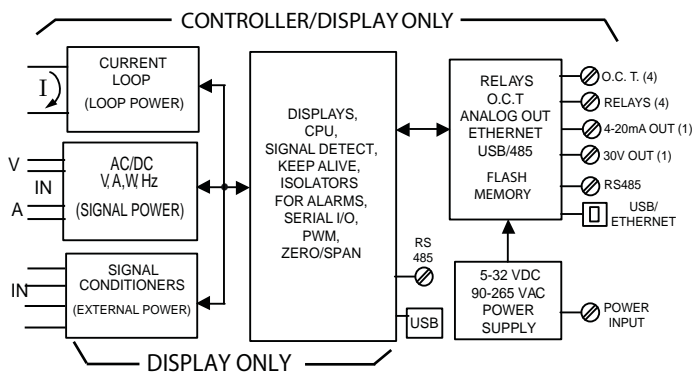 CONTROLLER/DISPLAY ONLY
CURRENT
LOOP
(LOOP POWER)
I
AC/DC
V, A, W, Hz
(SIGNAL POWER)
V
IN
A
SIGNAL
CONDITIONERS
(EXTERNAL POWER)
IN
DISPLAYS,
CPU,
SIGNAL DETECT,
KEEP ALIVE,
ISOLATORS
FOR ALARMS,
SERIAL I/O,
PWM,
ZERO/SPAN
RS
485
USB
RELAYS
O.C.T
ANALOG OUT
ETHERNET
USB/485
FLASH
MEMORY
O.C. T. (4)
RELAYS (4)
4-20mA OUT (1)
30V OUT (1)
RS485
USB/
ETHERNET
5-32 VDC
90-265 VAC
POWER
SUPPLY
POWER
INPUT
DISPLAY ONLY